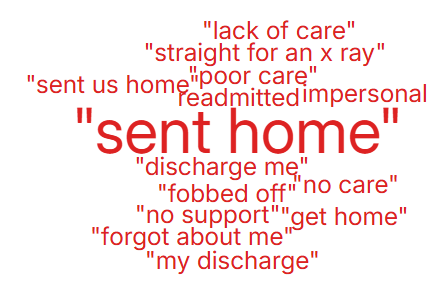 "lack of care"
"straight for an x ray"
"poor care"
"sent us home"
readmitted
impersonal
"sent home"
"discharge me"
"no care"
"fobbed off"
"no support"
"get home"
"forgot about me"
"my discharge"